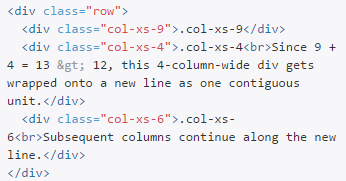 <div class="row">
  <div class="col-xs-9">.col-xs-9</div>
  <div class="col-xs-4">.col-xs-4<br>Since 9 +
4 = 13 &gt; 12, this 4-column-wide div gets
wrapped onto a new line as one contiguous
unit.</div>
  <div class="col-xs-6">.col-xs-
6<br>Subsequent columns continue along the new
line.</div>
</div>